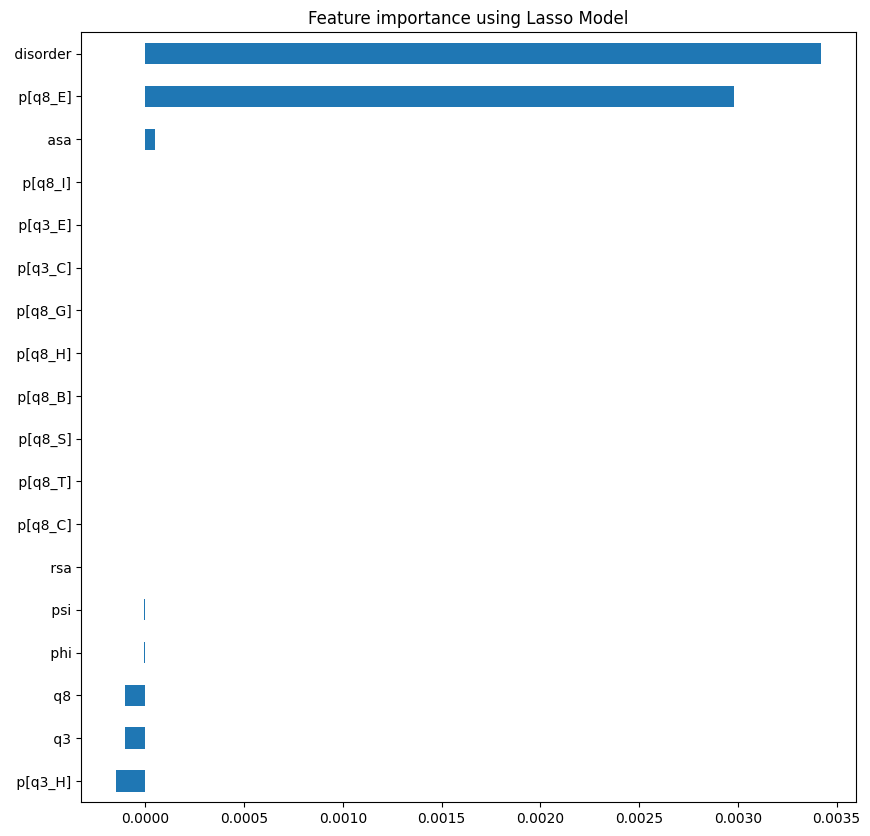 Feature importance using Lasso Model
disorder
p[q8_E]
asa
p[q8_I]
p[q3_E]
p[q3_C]
p[q8_G]
p[q8_H]
p[q8_B]
p[q8_S]
p[q8_T]
p[q8_C]
rsa
psi
phi
q8
q3
p[q3_H]
0.0000 0.0005 0.0010 0.0015 0.0020 0.0025 0.0030 0.0035